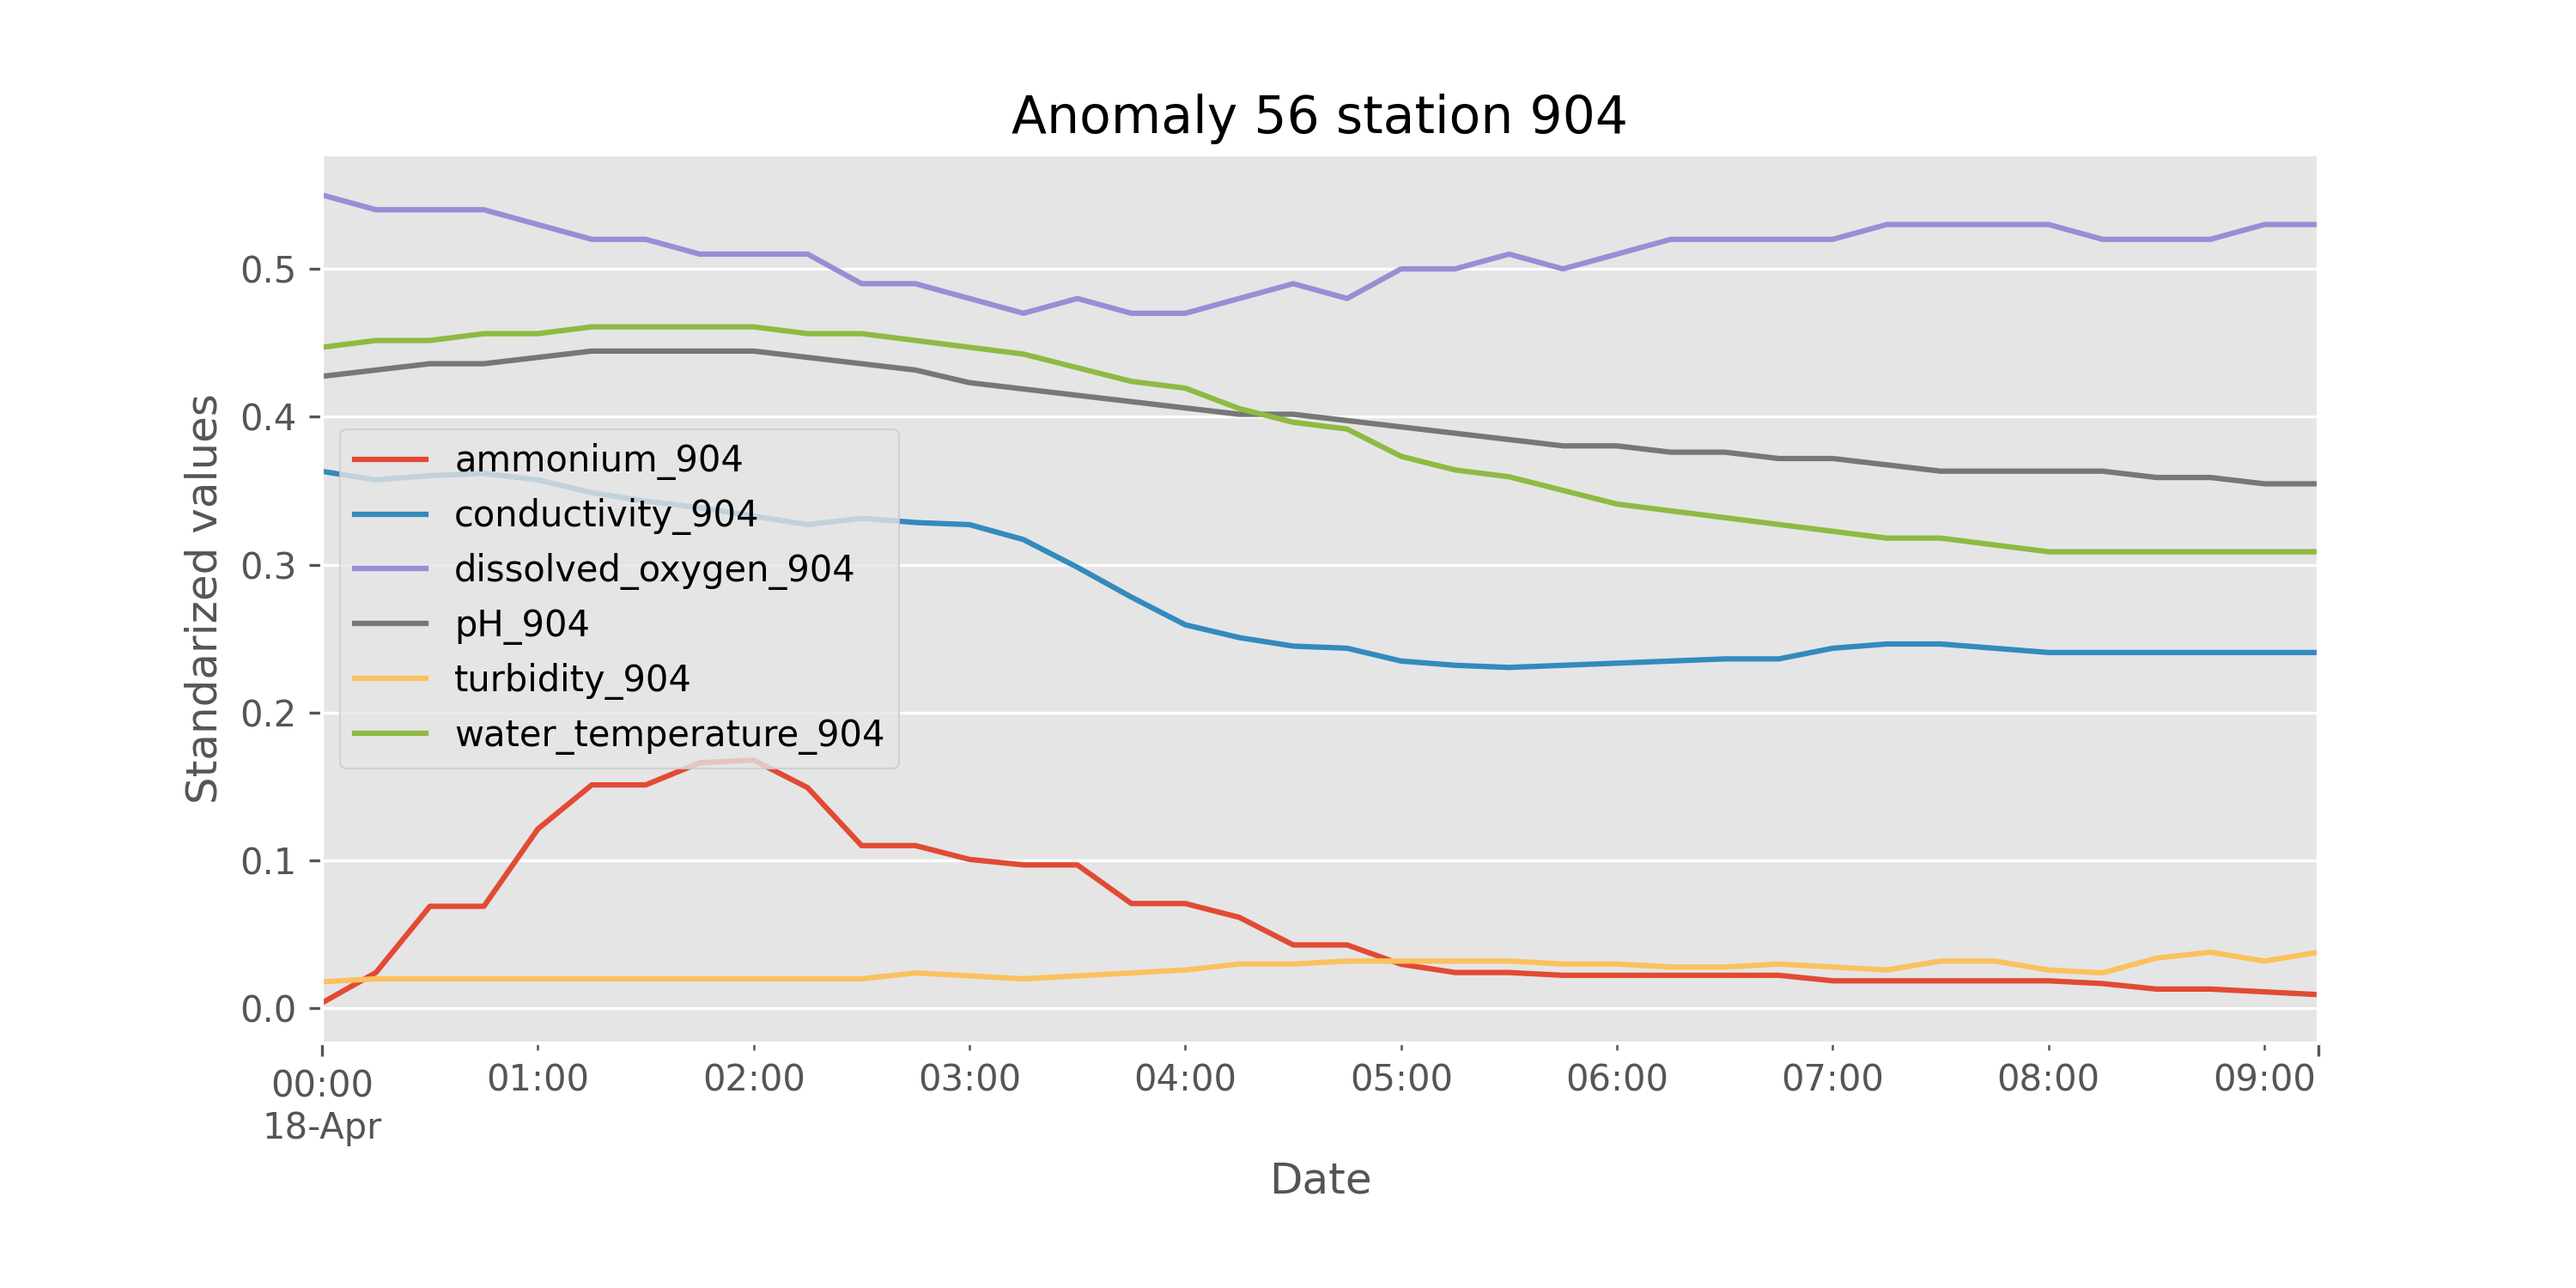 Anomaly 56 station 904
Standarized values
0.5
0.4
0.3
0.2
0.1
0.0
ammonium_904
conductivity_904
dissolved_oxygen_904
pH_904
turbidity_904
water_temperature_904
00:00 01:00 02:00 03:00 04:00 05:00 06:00 07:00 08:00 09:00
18-Apr
Date